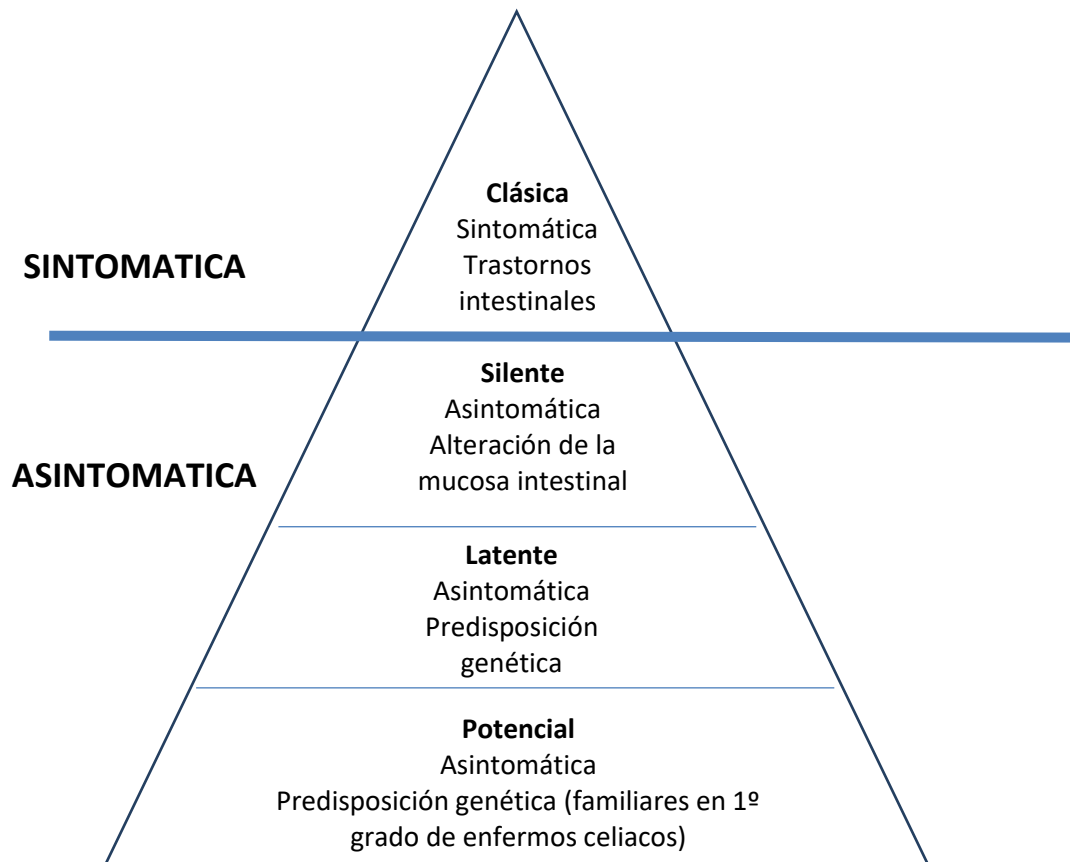 Clásica
Sintomática
Trastornos
intestinales
SINTOMATICA
Silente
Asintomática
Alteración de la
mucosa intestinal
ASINTOMATICA
Latente
Asintomática
Predisposición
genética
Potencial
Asintomática
Predisposición genética (familiares en 1º
grado de enfermos celiacos)